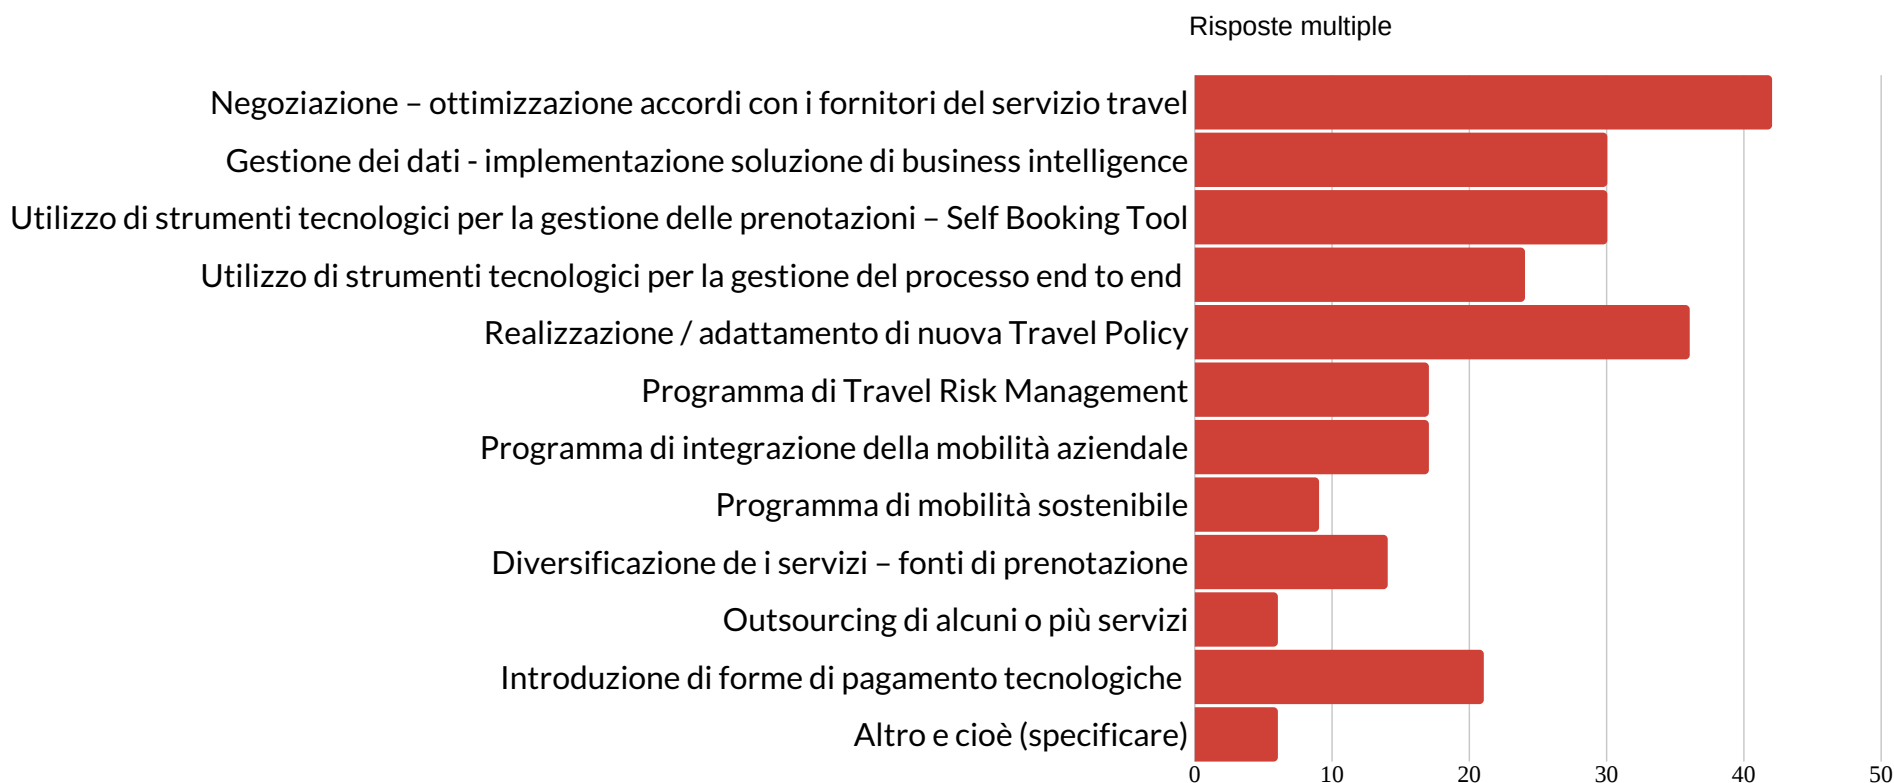 Risposte multiple
Negoziazione – ottimizzazione accordi con i fornitori del servizio travel
Gestione dei dati - implementazione soluzione di business intelligence
Utilizzo di strumenti tecnologici per la gestione delle prenotazioni – Self Booking Tool
Utilizzo di strumenti tecnologici per la gestione del processo end to end
Realizzazione / adattamento di nuova Travel Policy
Programma di Travel Risk Management
Programma di integrazione della mobilità aziendale
Programma di mobilità sostenibile
Diversificazione de i servizi – fonti di prenotazione
Outsourcing di alcuni o più servizi
Introduzione di forme di pagamento tecnologiche
Altro e cioè (specificare)
0 10 20 30 40 50